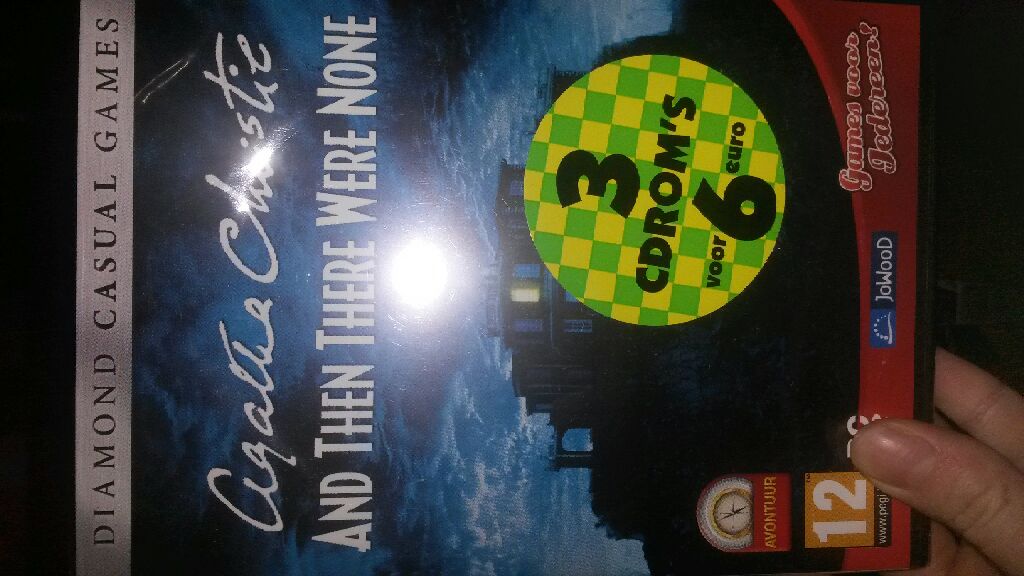 DIAMOND CASUAL GAMES
Agatha Christie
AND THEN THERE WERE NONE
3
CDROM'S
voor 6 euro
AVONTUUR
12
www.pegi
JoWooD
Games voor
Iedereen!